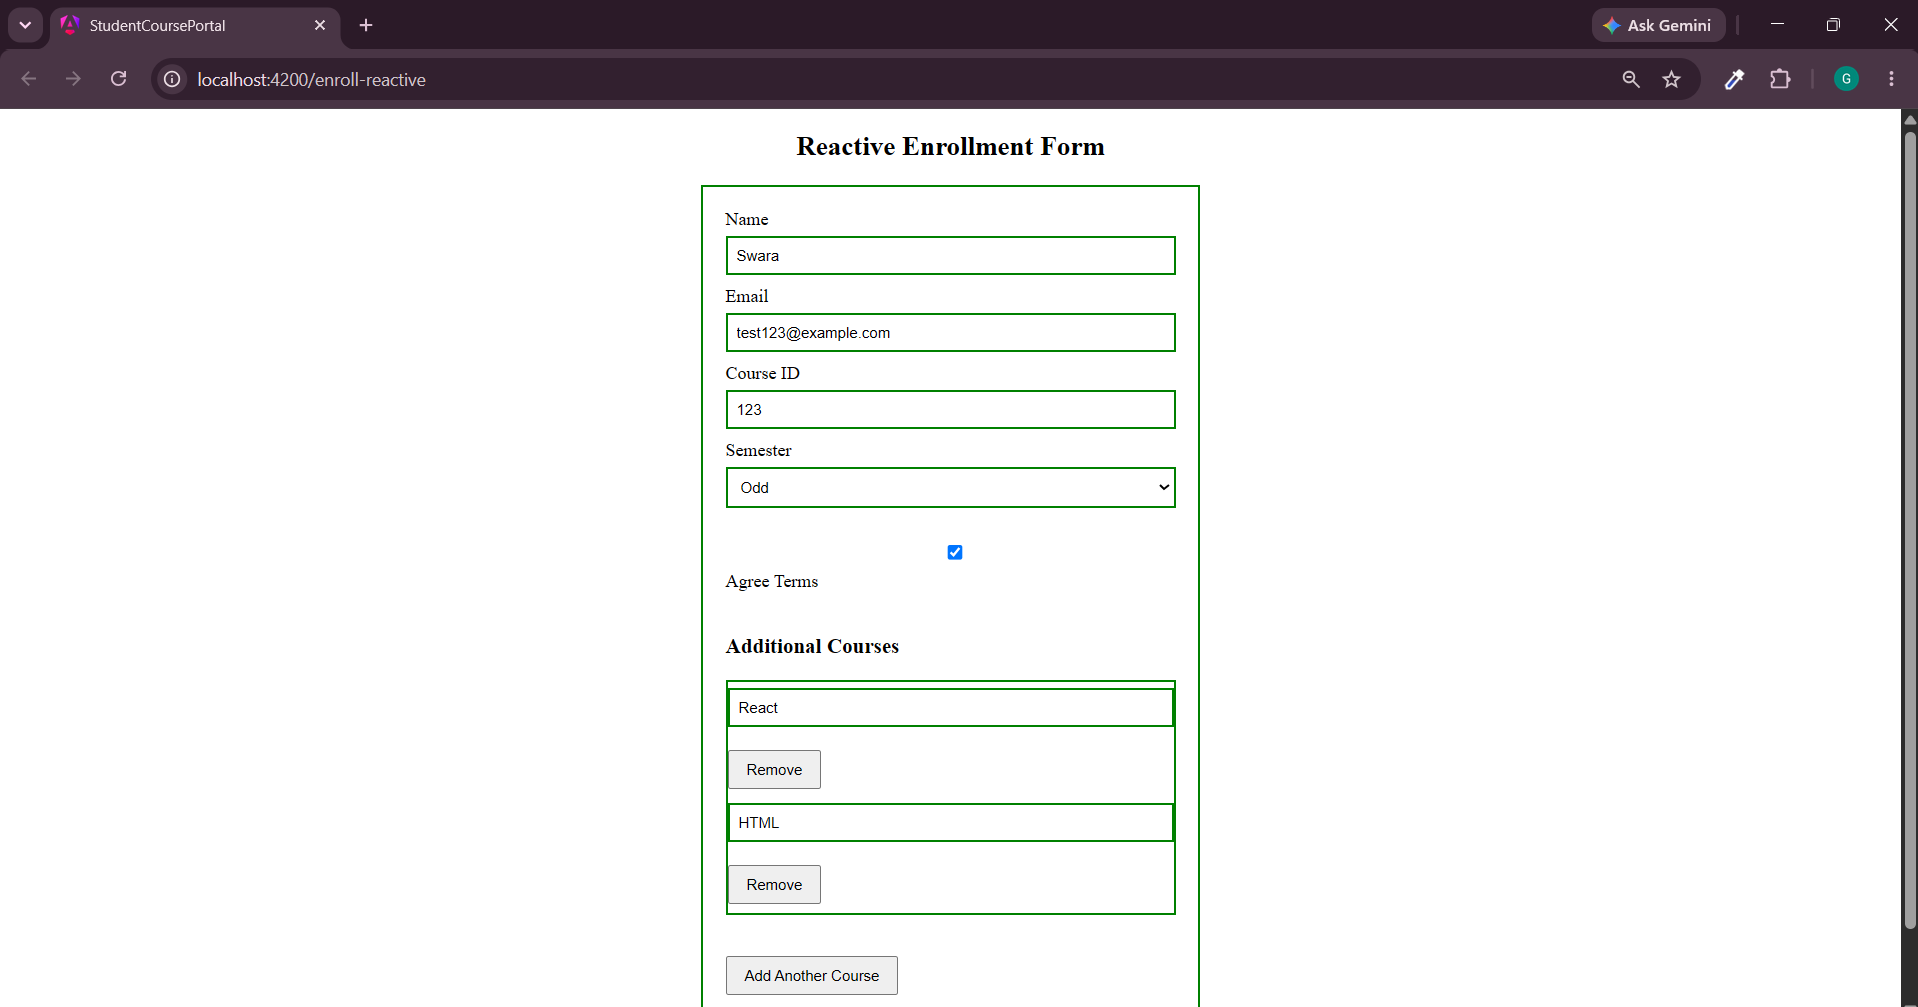 StudentCoursePortal
Ask Gemini
localhost:4200/enroll-reactive
G
Reactive Enrollment Form
Name
Swara
Email
test123@example.com
Course ID
123
Semester
Odd
Agree Terms
Additional Courses
React
Remove
HTML
Remove
Add Another Course